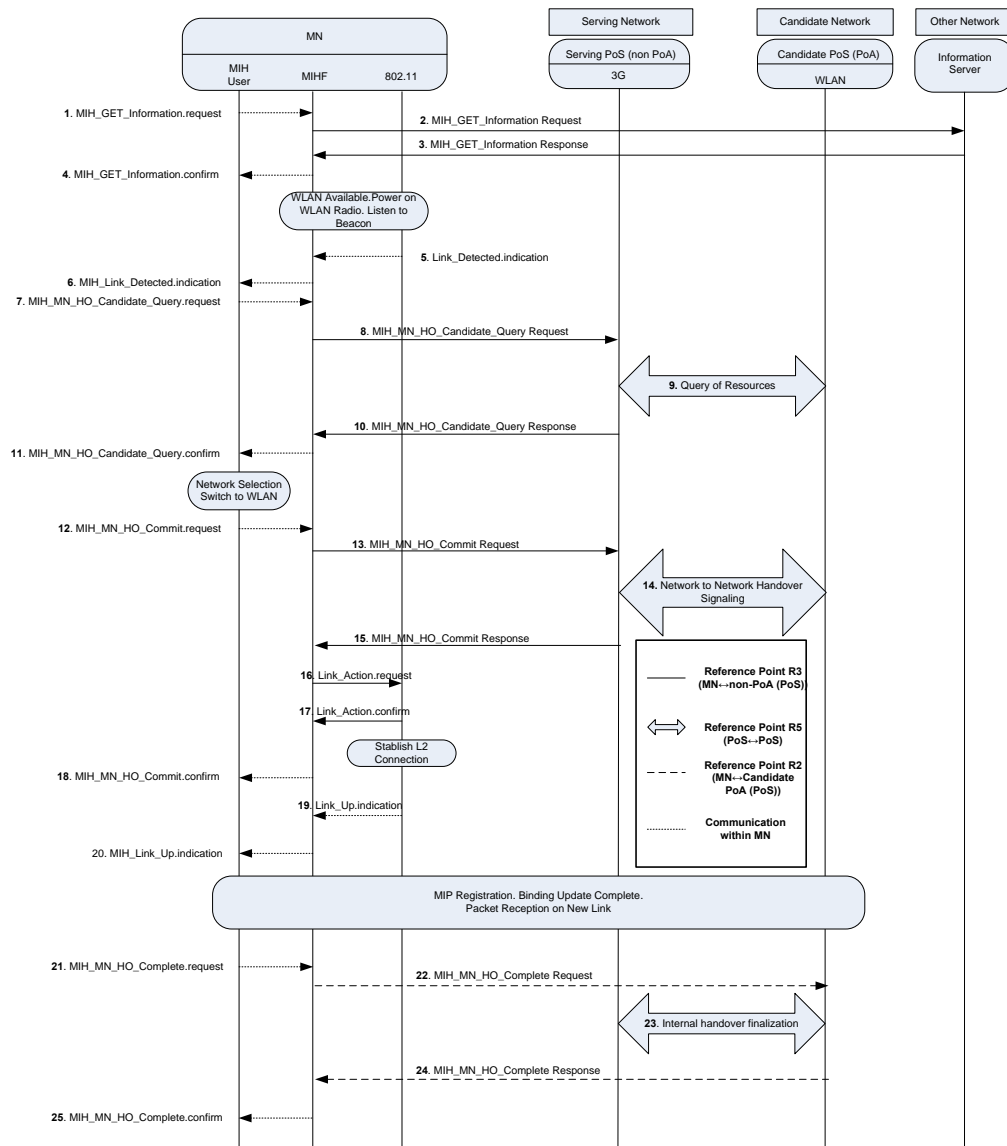 Serving Network
Candidate Network
Other Network
MN
Serving PoS (non PoA)
3G
Candidate PoS (PoA)
WLAN
Information
Server
MIH
User
MIHF
802.11
1. MIH_GET_Information.request
2. MIH_GET_Information Request
3. MIH_GET_Information Response
4. MIH_GET_Information.confirm
WLAN Available.Power on
WLAN Radio. Listen to
Beacon
5. Link_Detected.indication
6. MIH_Link_Detected.indication
7. MIH_MN_HO_Candidate_Query.request
8. MIH_MN_HO_Candidate_Query Request
9. Query of Resources
10. MIH_MN_HO_Candidate_Query Response
11. MIH_MN_HO_Candidate_Query.confirm
Network Selection
Switch to WLAN
12. MIH_MN_HO_Commit.request
13. MIH_MN_HO_Commit Request
14. Network to Network Handover
Signaling
15. MIH_MN_HO_Commit Response
16. Link_Action.request
17. Link_Action.confirm
Stablish L2
Connection
18. MIH_MN_HO_Commit.confirm
19. Link_Up.indication
20. MIH_Link_Up.indication
Reference Point R3
(MN↔non-PoA (PoS))
Reference Point R5
(PoS↔PoS)
Reference Point R2
(MN↔Candidate
PoA (PoS))
Communication
within MN
MIP Registration. Binding Update Complete.
Packet Reception on New Link
21. MIH_MN_HO_Complete.request
22. MIH_MN_HO_Complete Request
23. Internal handover finalization
24. MIH_MN_HO_Complete Response
25. MIH_MN_HO_Complete.confirm